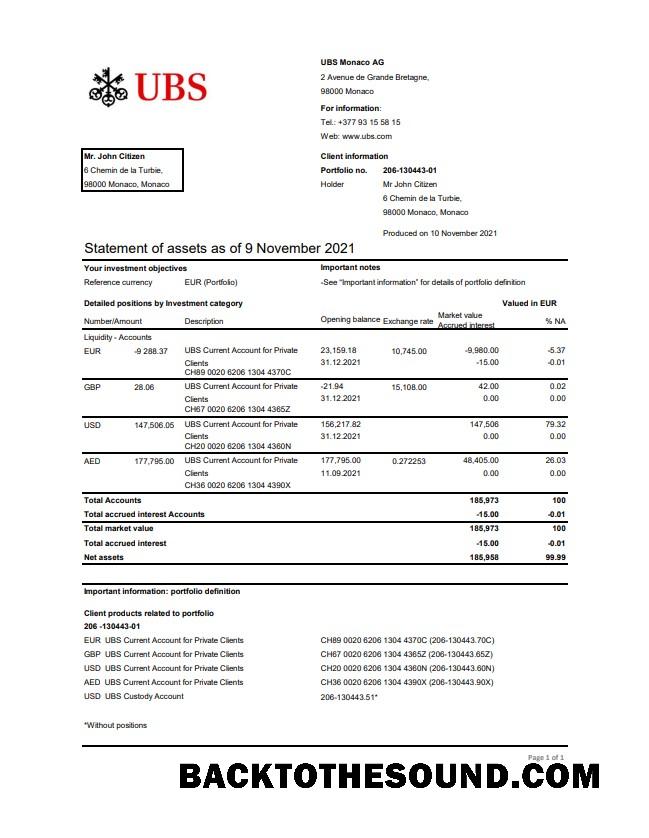 UBS
UBS Monaco AG
2 Avenue de Grande Bretagne,
98000 Monaco
For information:
Tel.: +377 93 15 58 15
Web: www.ubs.com
Mr. John Citizen
6 Chemin de la Turbie,
98000 Monaco, Monaco
Client information
Portfolio no. 206-130443-01
Holder Mr John Citizen
6 Chemin de la Turbie,
98000 Monaco, Monaco
Produced on 10 November 2021
Statement of assets as of 9 November 2021
Your investment objectives Important notes
Reference currency EUR (Portfolio) -See "Important information" for details of portfolio definition
Detailed positions by Investment category Valued in EUR
Number/Amount Description Opening balance Exchange rate Market value % NA
Accrued interest
Liquidity - Accounts
EUR -9 288.37 UBS Current Account for Private 23,159.18 10,745.00 -9,980.00 -5.37
Clients 31.12.2021 -15.00 -0.01
CH89 0020 6206 1304 4370C
GBP 28.06 UBS Current Account for Private -21.94 15,108.00 42.00 0.02
Clients 31.12.2021 0.00 0.00
CH67 0020 6206 1304 4365Z
USD 147,506.05 UBS Current Account for Private 156,217.82 147,506 79.32
Clients 31.12.2021 0.00 0.00
CH20 0020 6206 1304 4360N
AED 177,795.00 UBS Current Account for Private 177,795.00 0.272253 48,405.00 26.03
Clients 11.09.2021 0.00 0.00
CH36 0020 6206 1304 4390X
Total Accounts 185,973 100
Total accrued interest Accounts -15.00 -0.01
Total market value 185,973 100
Total accrued interest -15.00 -0.01
Net assets 185,958 99.99
Important information: portfolio definition
Client products related to portfolio
206 -130443-01
EUR UBS Current Account for Private Clients CH89 0020 6206 1304 4370C (206-130443.70C)
GBP UBS Current Account for Private Clients CH67 0020 6206 1304 4365Z (206-130443.65Z)
USD UBS Current Account for Private Clients CH20 0020 6206 1304 4360N (206-130443.60N)
AED UBS Current Account for Private Clients CH36 0020 6206 1304 4390X (206-130443.90X)
USD UBS Custody Account 206-130443.51*
*Without positions
Page 1 of 1
BACKTOTHESOUND.COM